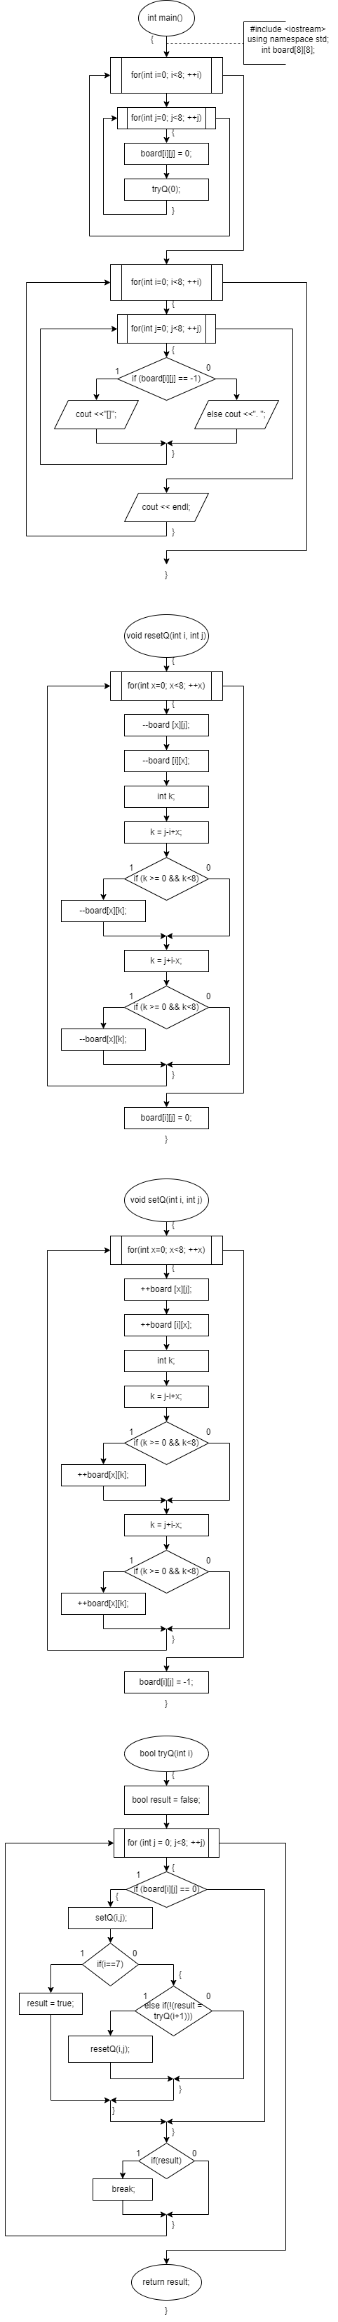 int main()
{
#include <iostream>
using namespace std;
int board[8][8];
for(int i=0; i<8; ++i)
for(int j=0; j<8; ++j)
{
board[i][j] = 0;
tryQ(0);
}
for(int i=0; i<8; ++i)
{
for(int j=0; j<8; ++j)
{
1
0
if (board[i][j] == -1)
cout <<"[]";
else cout <<". ";
}
cout << endl;
}
}
void resetQ(int i, int j)
{
for(int x=0; x<8; ++x)
{
--board [x][j];
--board [i][x];
int k;
k = j-i+x;
1
0
if (k >= 0 && k<8)
--board[x][k];
k = j+i-x;
1
0
if (k >= 0 && k<8)
--board[x][k];
}
board[i][j] = 0;
}
void setQ(int i, int j)
{
for(int x=0; x<8; ++x)
{
++board [x][j];
++board [i][x];
int k;
k = j-i+x;
1
0
if (k >= 0 && k<8)
++board[x][k];
k = j+i-x;
1
0
if (k >= 0 && k<8)
++board[x][k];
}
board[i][j] = -1;
}
bool tryQ(int i)
{
bool result = false;
for (int j = 0; j<8; ++j)
{
1
if (board[i][j] == 0)
{
setQ(i,j);
1
0
if(i==7)
{
result = true;
1
0
else if(!(result =
tryQ(i+1)))
resetQ(i,j);
}
}
}
1
0
if(result)
break;
}
return result;
}